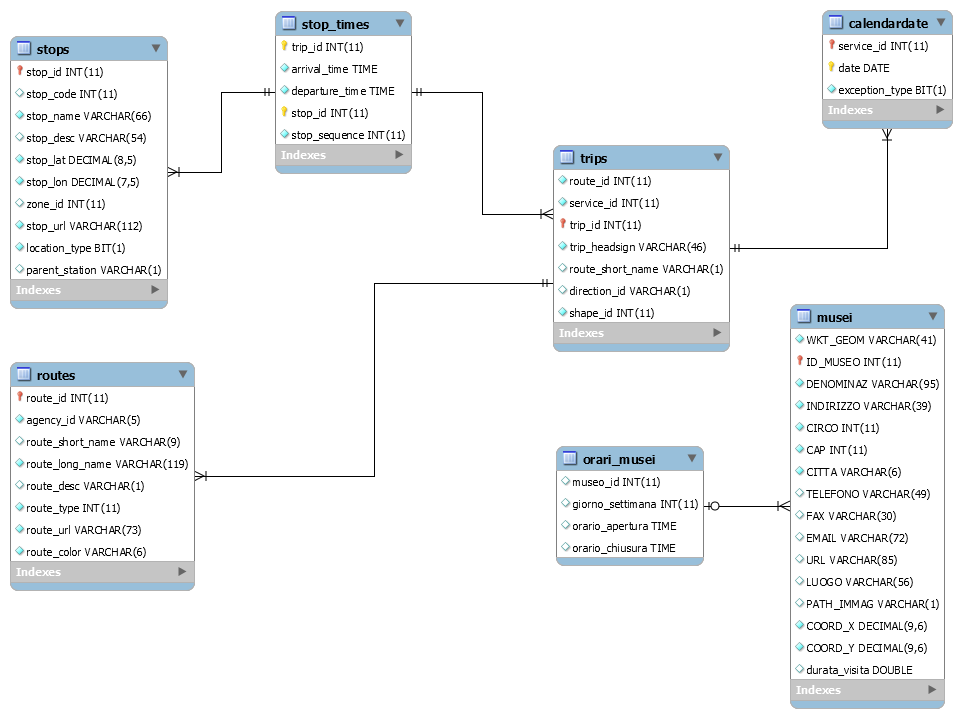 stops
stop_id INT(11)
stop_code INT(11)
stop_name VARCHAR(66)
stop_desc VARCHAR(54)
stop_lat DECIMAL(8,5)
stop_lon DECIMAL(7,5)
zone_id INT(11)
stop_url VARCHAR(112)
location_type BIT(1)
parent_station VARCHAR(1)
Indexes
stop_times
trip_id INT(11)
arrival_time TIME
departure_time TIME
stop_id INT(11)
stop_sequence INT(11)
Indexes
calendardate
service_id INT(11)
date DATE
exception_type BIT(1)
Indexes
trips
route_id INT(11)
service_id INT(11)
trip_id INT(11)
trip_headsign VARCHAR(46)
route_short_name VARCHAR(1)
direction_id VARCHAR(1)
shape_id INT(11)
Indexes
routes
route_id INT(11)
agency_id VARCHAR(5)
route_short_name VARCHAR(9)
route_long_name VARCHAR(119)
route_desc VARCHAR(1)
route_type INT(11)
route_url VARCHAR(73)
route_color VARCHAR(6)
Indexes
orari_musei
museo_id INT(11)
giorno_settimana INT(11)
orario_apertura TIME
orario_chiusura TIME
musei
WKT_GEOM VARCHAR(41)
ID_MUSEO INT(11)
DENOMINAZ VARCHAR(95)
INDIRIZZO VARCHAR(39)
CIRCO INT(11)
CAP INT(11)
CITTA VARCHAR(6)
TELEFONO VARCHAR(49)
FAX VARCHAR(30)
EMAIL VARCHAR(72)
URL VARCHAR(85)
LUOGO VARCHAR(56)
PATH_IMMAG VARCHAR(1)
COORD_X DECIMAL(9,6)
COORD_Y DECIMAL(9,6)
durata_visita DOUBLE
Indexes